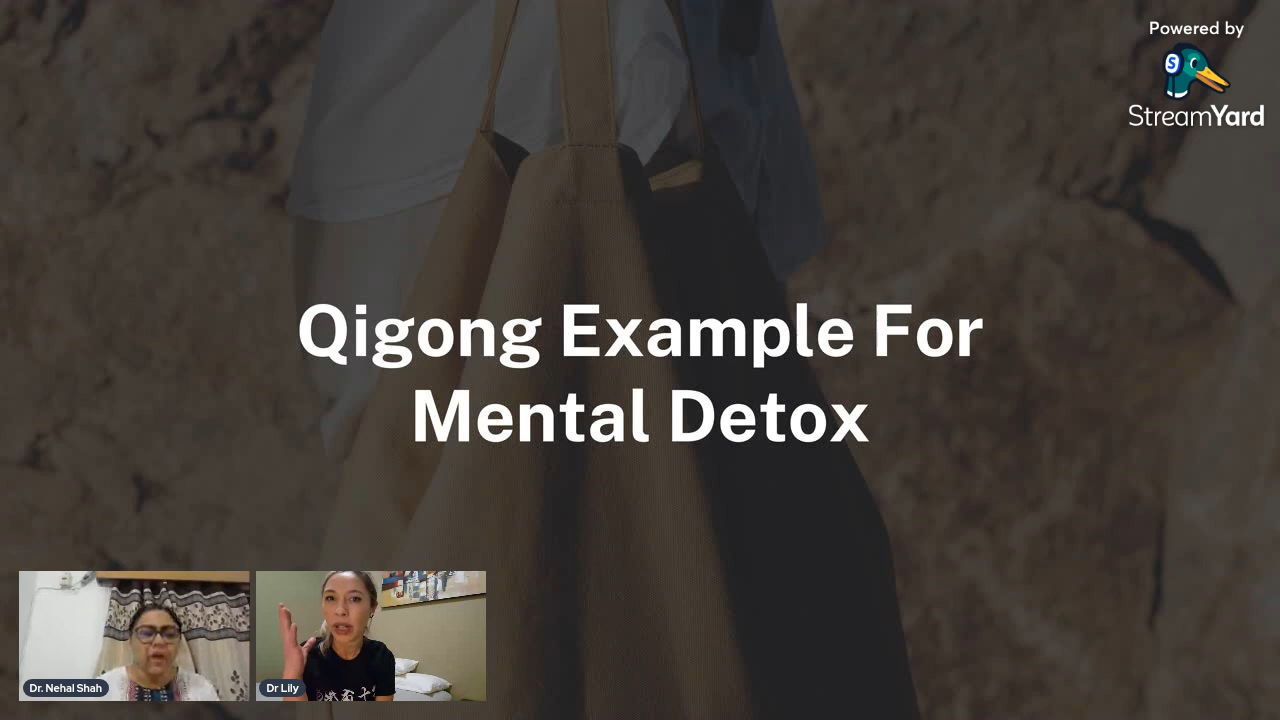 Powered by
S
StreamYard
Qigong Example For
Mental Detox
Dr. Nehal Shah
Dr Lily